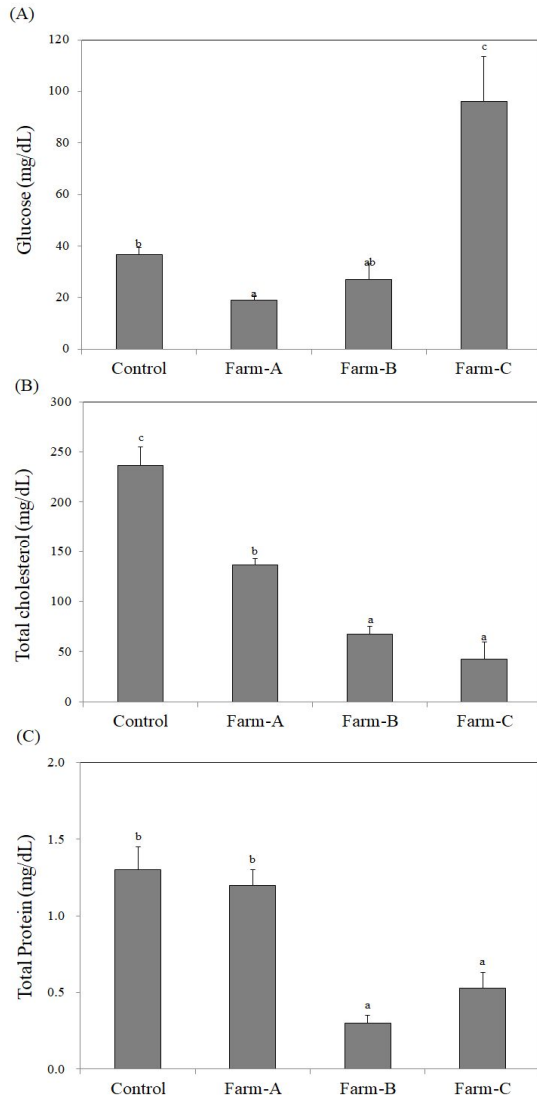 (A)
Glucose (mg/dL)
120
100
80
60
40
20
0
b
a
ab
c
Control Farm-A Farm-B Farm-C
(B)
Total cholesterol (mg/dL)
300
250
200
150
100
50
0
c
b
a
a
Control Farm-A Farm-B Farm-C
(C)
Total Protein (mg/dL)
2.0
1.5
1.0
0.5
0.0
b
b
a
a
Control Farm-A Farm-B Farm-C